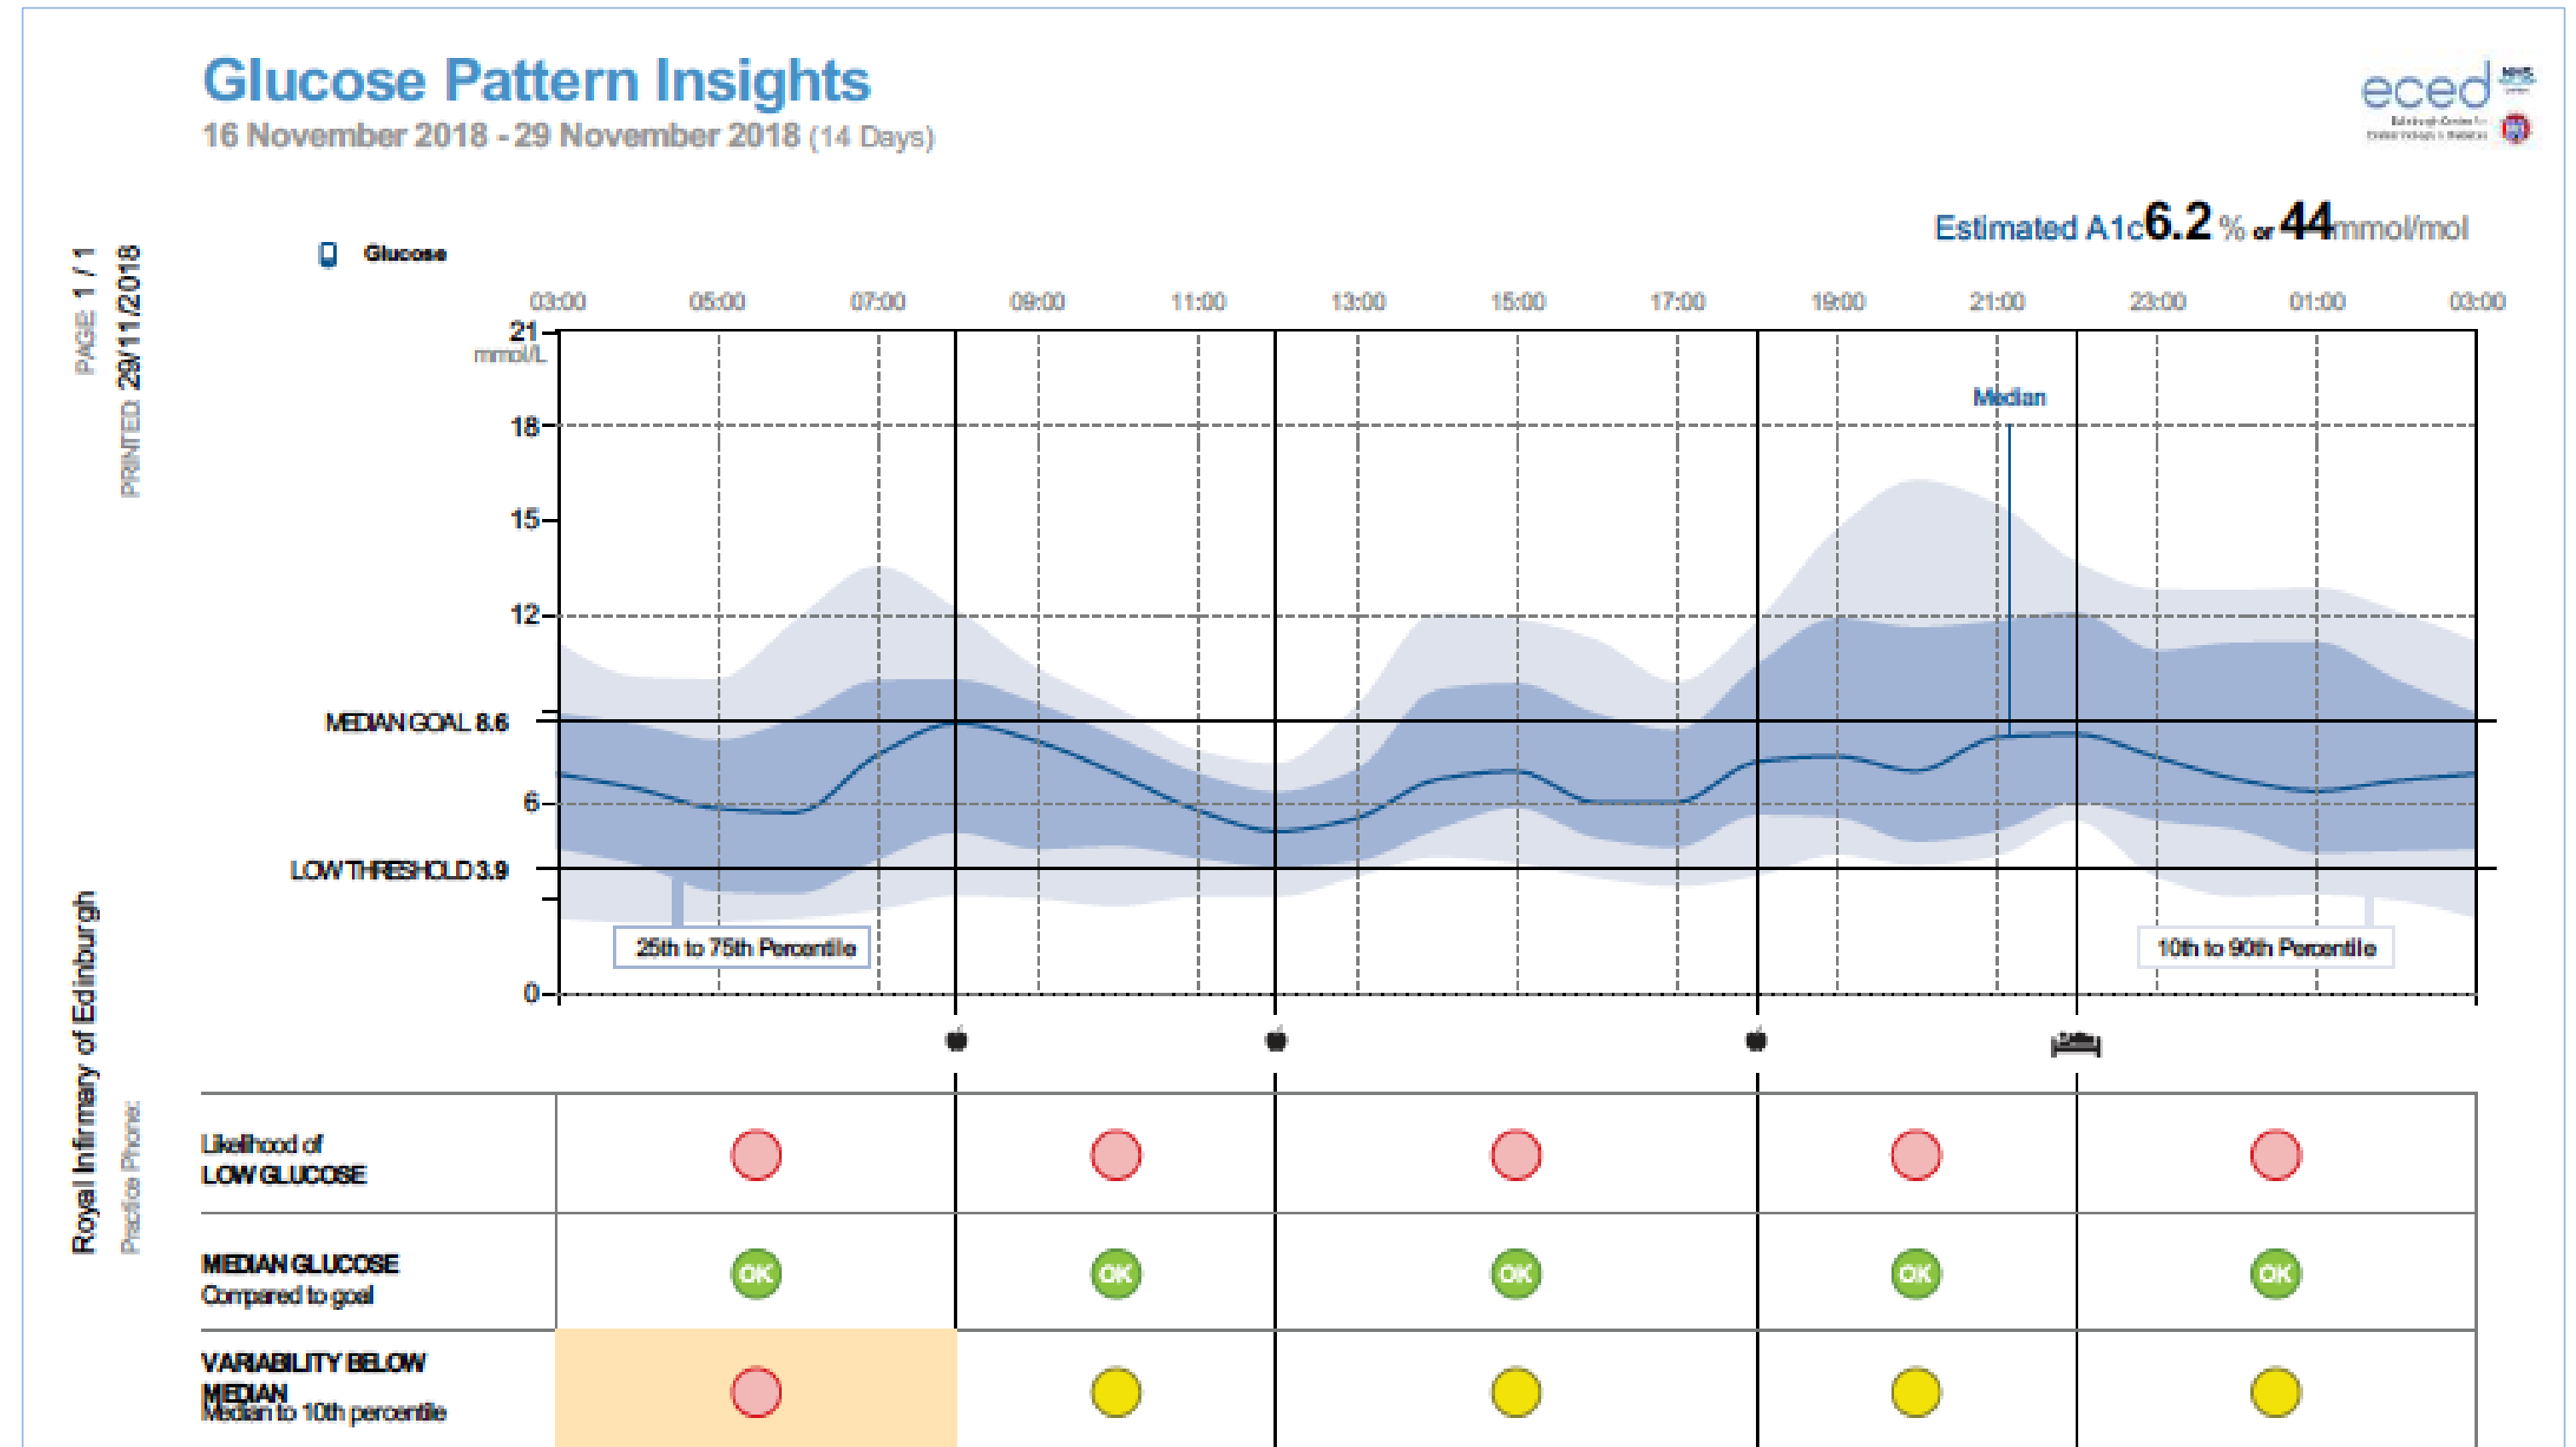 Glucose Pattern Insights
16 November 2018 - 29 November 2018 (14 Days)
eced
NHS
Estimated A1c 6.2 % or 44 mmol/mol
PAGE: 1 / 1
PRINTED: 29/11/2018
Glucose
03:00 05:00 07:00 09:00 11:00 13:00 15:00 17:00 19:00 21:00 23:00 01:00 03:00
21
mmol/L
Median
18
15
12
MEDIAN GOAL 8.6
6
LOW THRESHOLD 3.9
25th to 75th Percentile
10th to 90th Percentile
0
Royal Infirmary of Edinburgh
Practice Phone:
Likelihood of
LOW GLUCOSE
MEDIAN GLUCOSE
Compared to goal
OK OK OK OK OK
VARIABILITY BELOW
MEDIAN
Median to 10th percentile